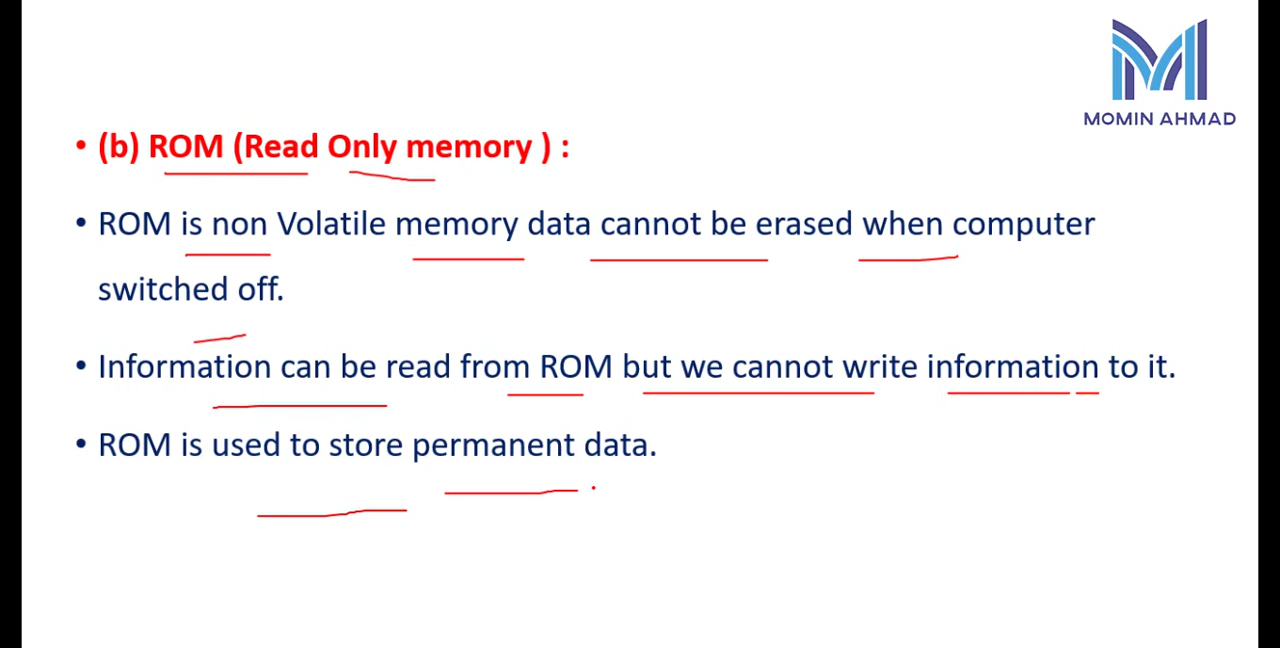 MOMIN AHMAD
• (b) ROM (Read Only memory ) :
• ROM is non Volatile memory data cannot be erased when computer
switched off.
• Information can be read from ROM but we cannot write information to it.
• ROM is used to store permanent data.